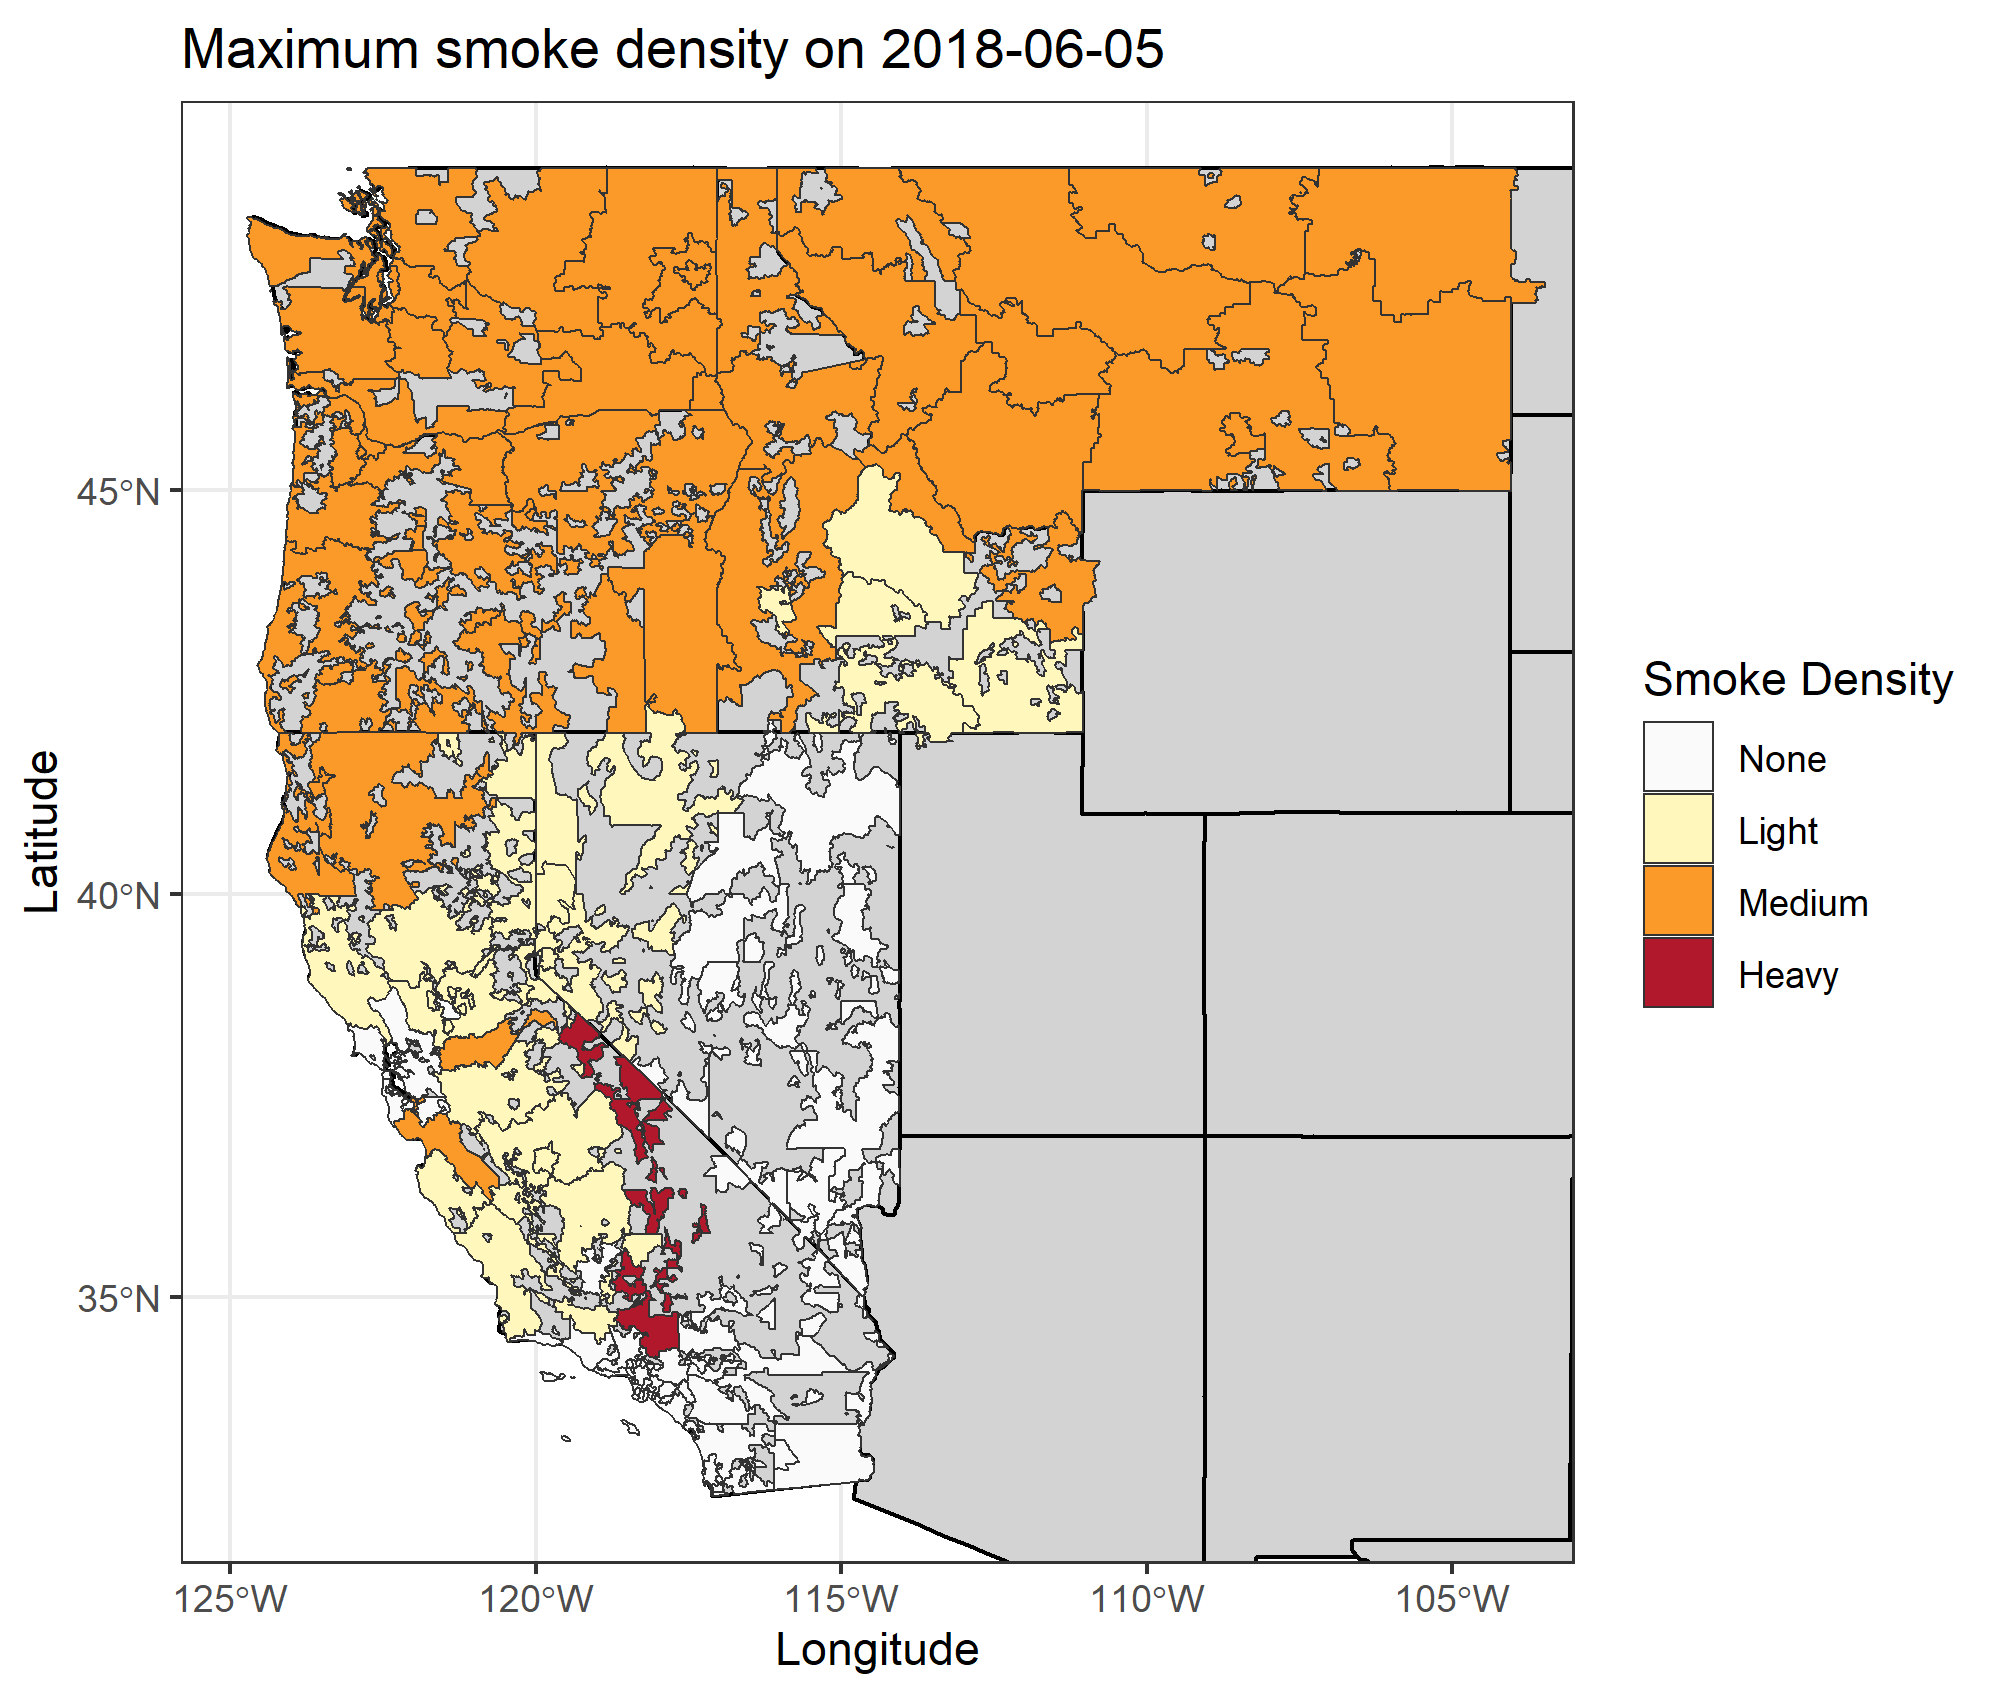 Maximum smoke density on 2018-06-05
45°N
40°N
35°N
Latitude
125°W
120°W
115°W
110°W
105°W
Longitude
Smoke Density
None
Light
Medium
Heavy